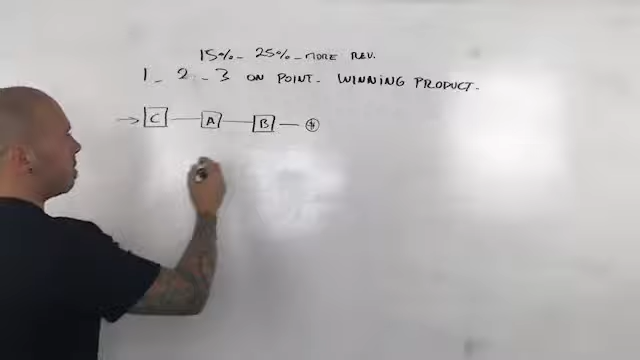 15%- 25%- MORE REV.
1 - 2 - 3 ON POINT. WINNING PRODUCT.
C A B $